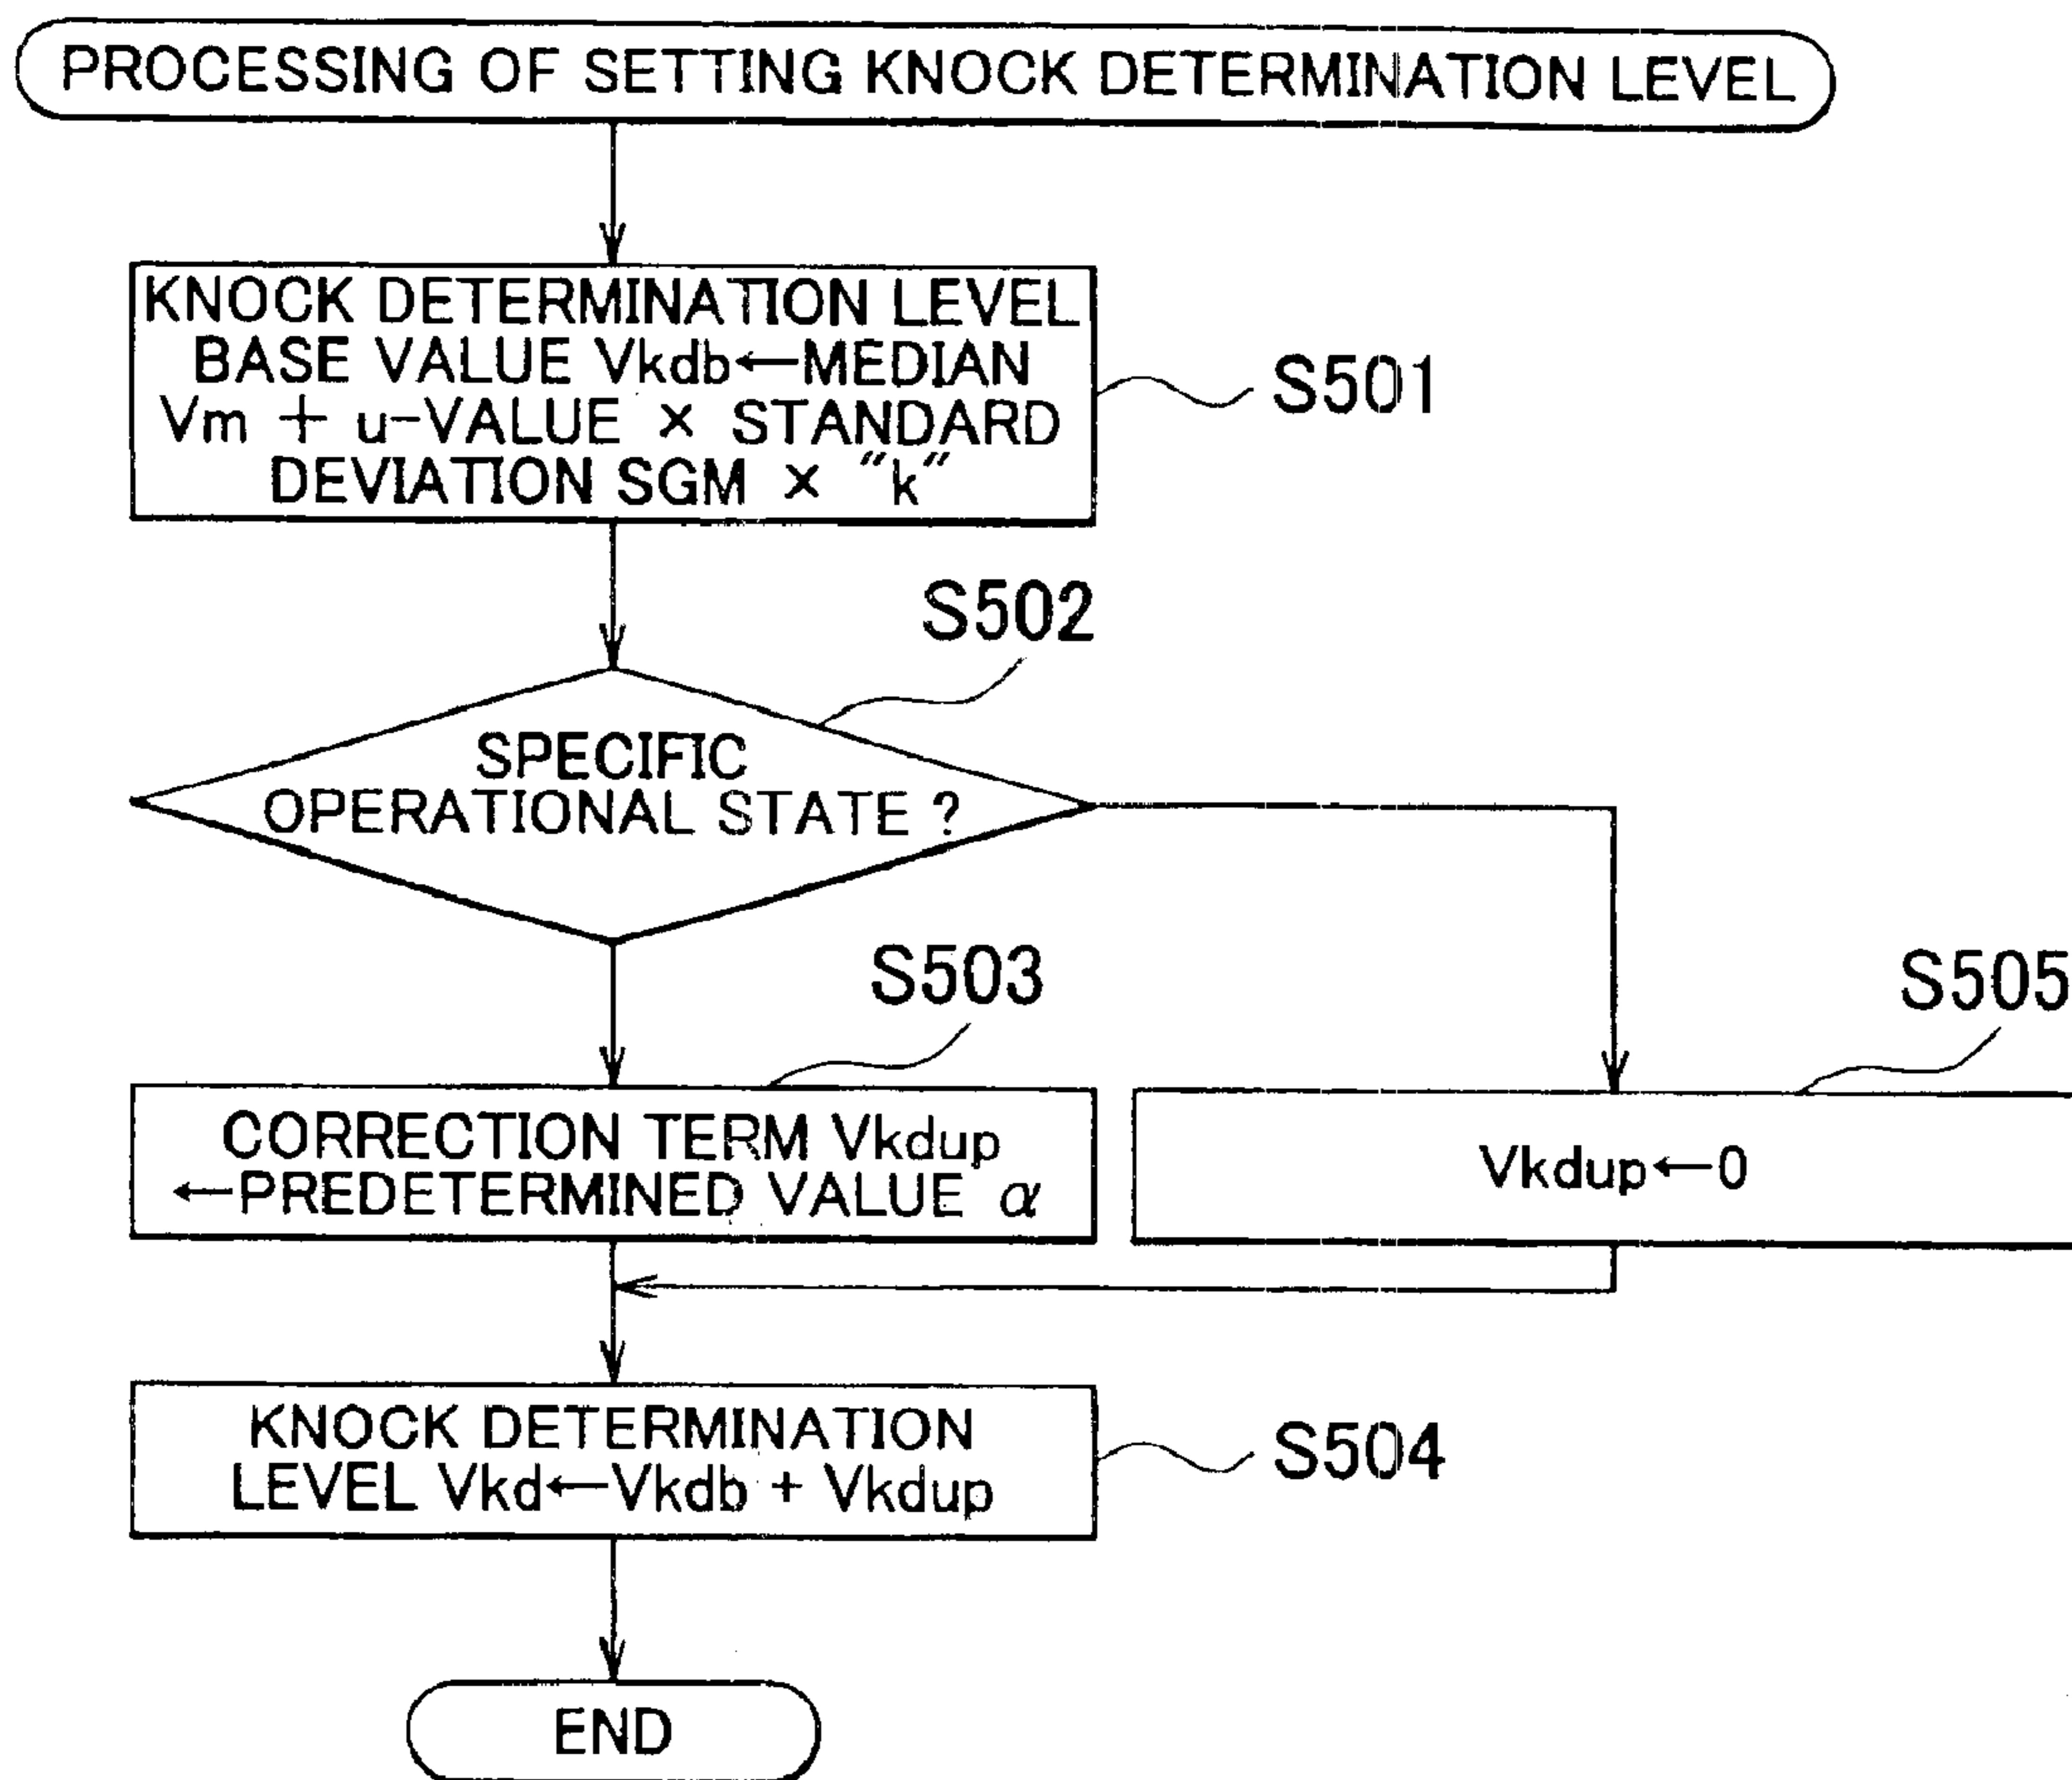 PROCESSING OF SETTING KNOCK DETERMINATION LEVEL
KNOCK DETERMINATION LEVEL
BASE VALUE Vkdb←MEDIAN
Vm + u-VALUE × STANDARD
DEVIATION SGM × "k"
S501
S502
SPECIFIC
OPERATIONAL STATE ?
S503
CORRECTION TERM Vkdup
←PREDETERMINED VALUE α
S505
Vkdup←0
KNOCK DETERMINATION
LEVEL Vkd←Vkdb + Vkdup
S504
END